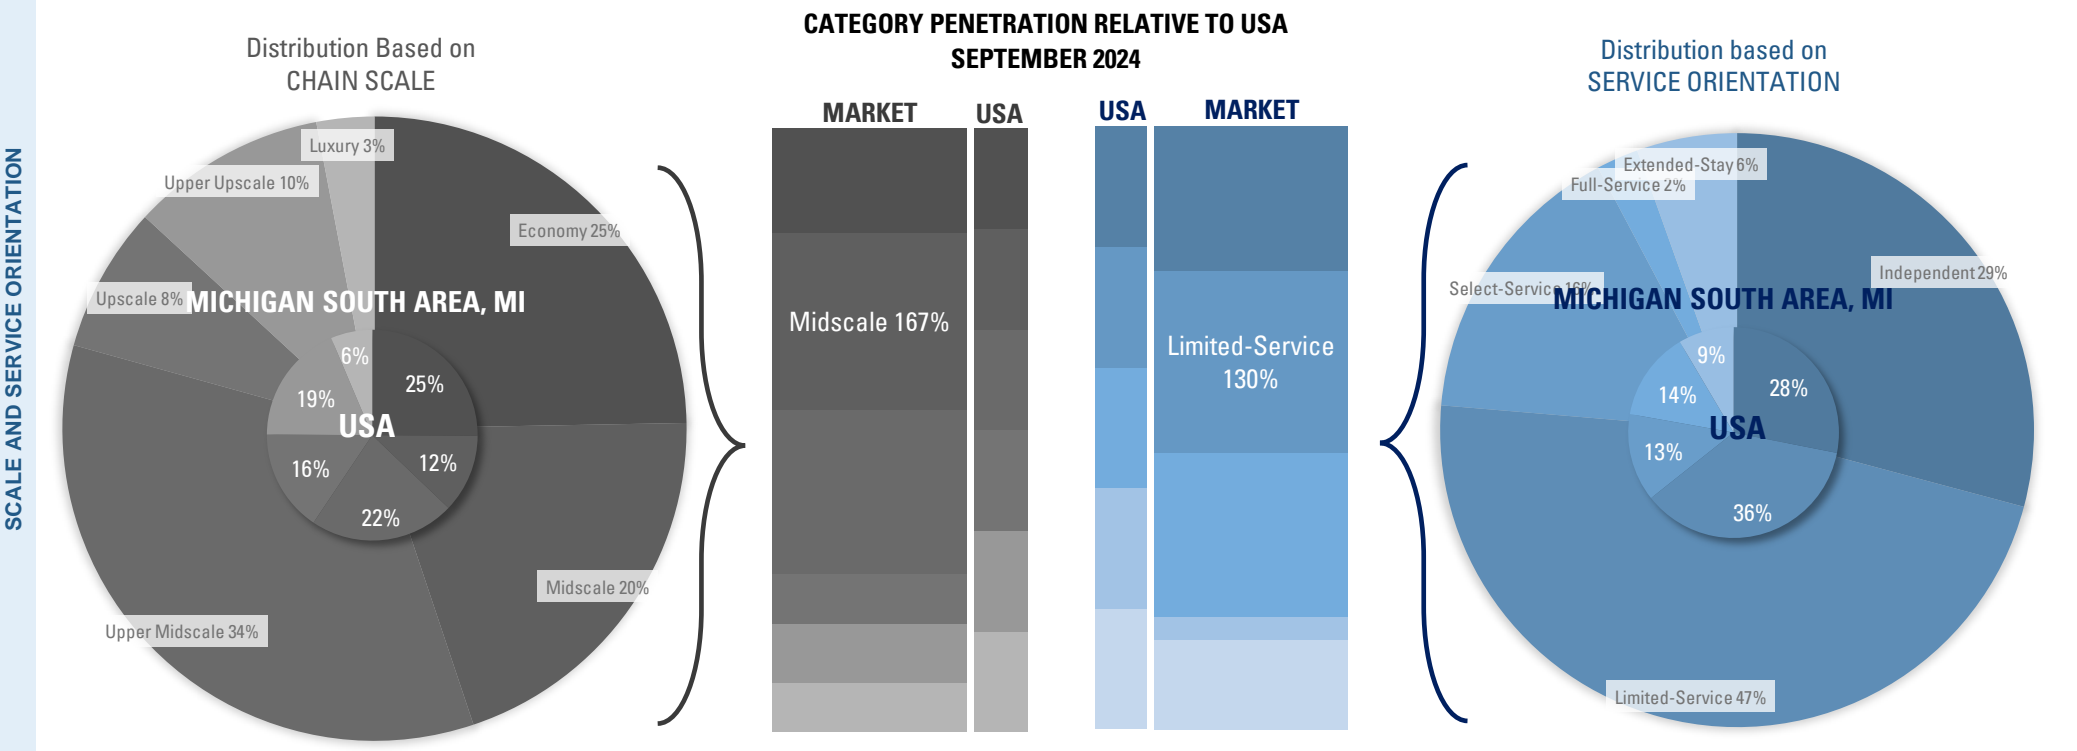 SCALE AND SERVICE ORIENTATION
Distribution Based on
CHAIN SCALE
Luxury 3%
Upper Upscale 10%
Economy 25%
Upscale 8%
MICHIGAN SOUTH AREA, MI
6%
25%
19%
USA
16%
12%
22%
Midscale 20%
Upper Midscale 34%
CATEGORY PENETRATION RELATIVE TO USA
SEPTEMBER 2024
MARKET
USA
Midscale 167%
USA
MARKET
Limited-Service
130%
Distribution based on
SERVICE ORIENTATION
Extended-Stay 6%
Full-Service 2%
Independent 29%
Select-Service 16%
MICHIGAN SOUTH AREA, MI
9%
28%
14%
USA
13%
36%
Limited-Service 47%